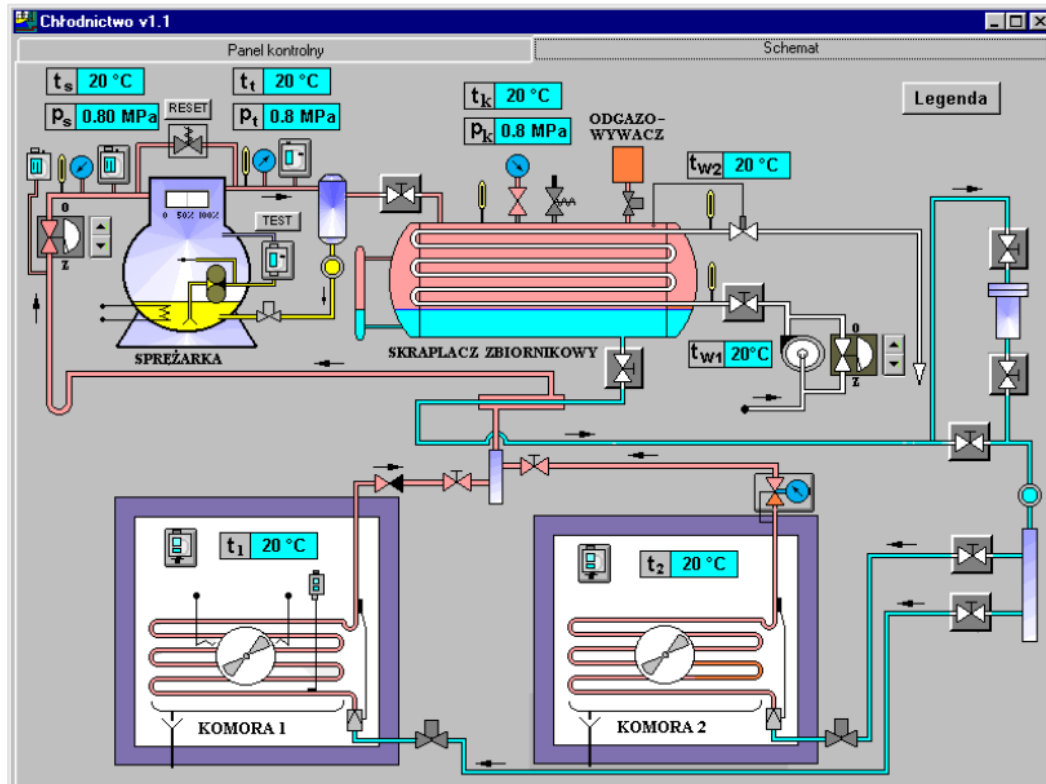 Chłodnictwo v1.1
Panel kontrolny
Schemat
ts 20 °C
tt 20 °C
ps 0.80 MPa
RESET
pt 0.8 MPa
tk 20 °C
pk 0.8 MPa
ODGAZO-
WYWACZ
Legenda
tw2 20 °C
0 50% 100%
TEST
0
Z
SPRĘŻARKA
SKRAPLACZ ZBIORNIKOWY
tw1 20°C
0
Z
t1 20 °C
t2 20 °C
KOMORA 1
KOMORA 2